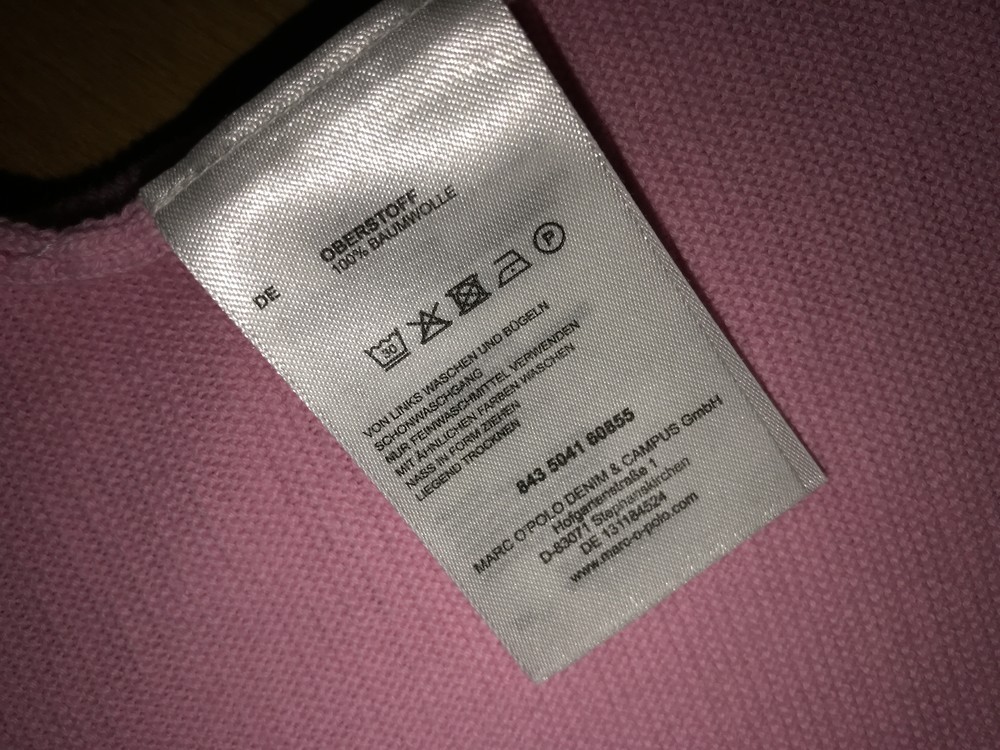 DE
OBERSTOFF
100% BAUMWOLLE
30
P
VON LINKS WASCHEN UND BÜGELN
SCHONWASCHGANG
NUR FEINWASCHMITTEL VERWENDEN
MIT ÄHNLICHEN FARBEN WASCHEN
NASS IN FORM ZIEHEN
LIEGEND TROCKNEN
843 5041 60855
MARC O'POLO DENIM & CAMPUS GmbH
Hofgartenstraße 1
D-83071 Stephanskirchen
DE 131184524
www.marc-o-polo.com